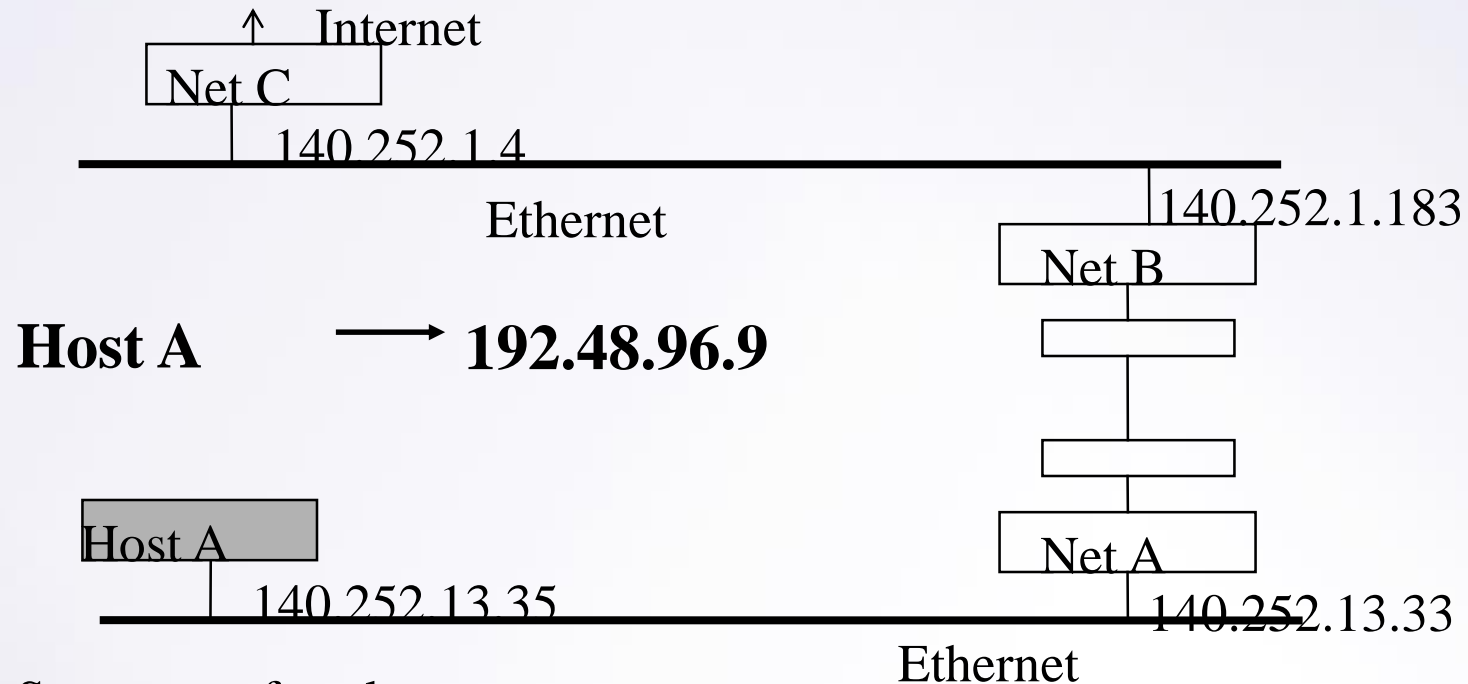 Internet
Net C
140.252.1.4
Ethernet
140.252.1.183
Net B
Host A → 192.48.96.9
Host A
Net A
140.252.13.35
140.252.13.33
Ethernet